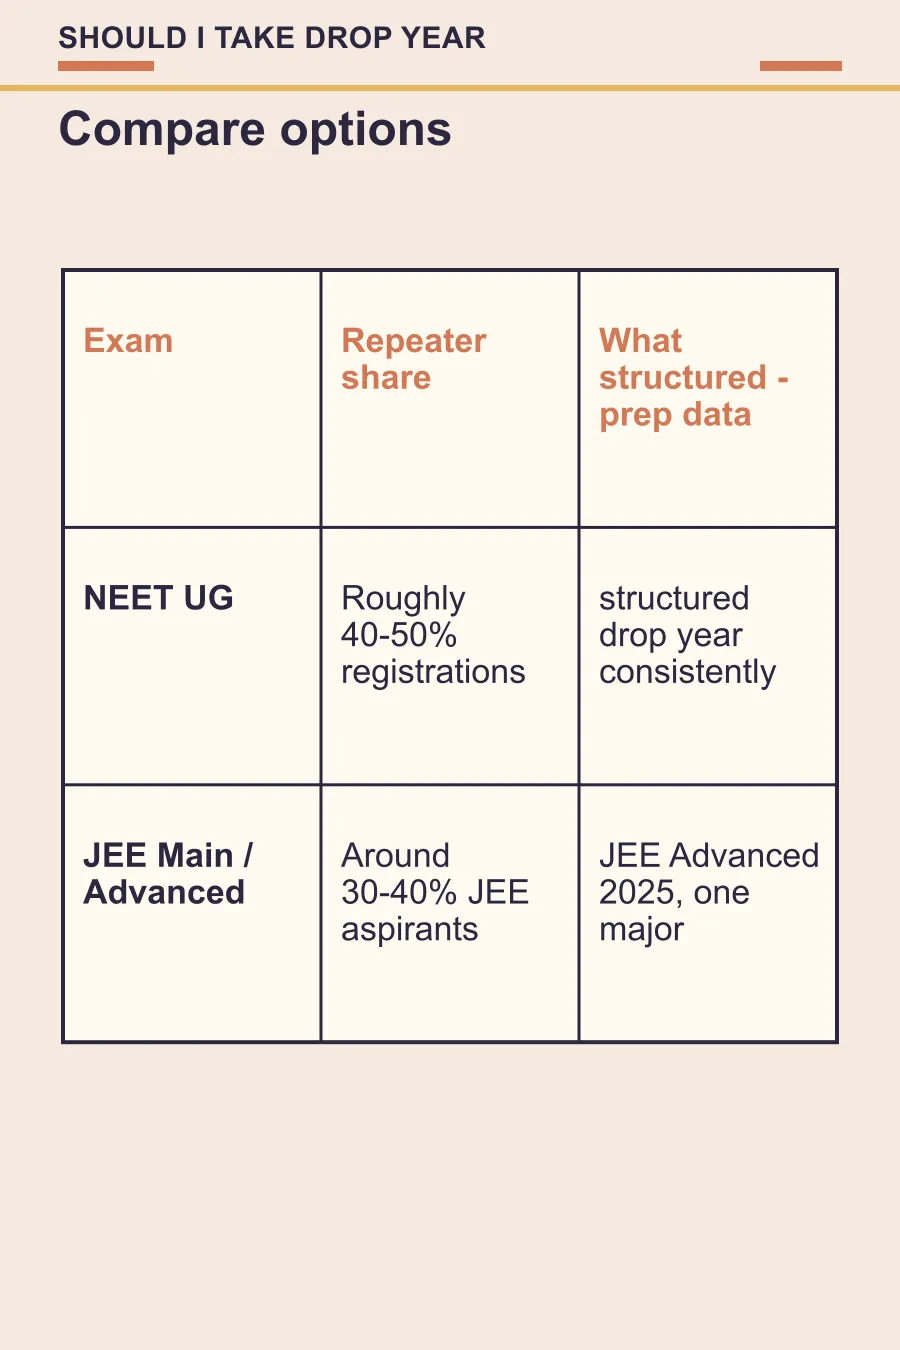 SHOULD I TAKE DROP YEAR
Compare options
Exam
Repeater
share
What
structured -
prep data
NEET UG
Roughly
40-50%
registrations
structured
drop year
consistently
JEE Main /
Advanced
Around
30-40% JEE
aspirants
JEE Advanced
2025, one
major